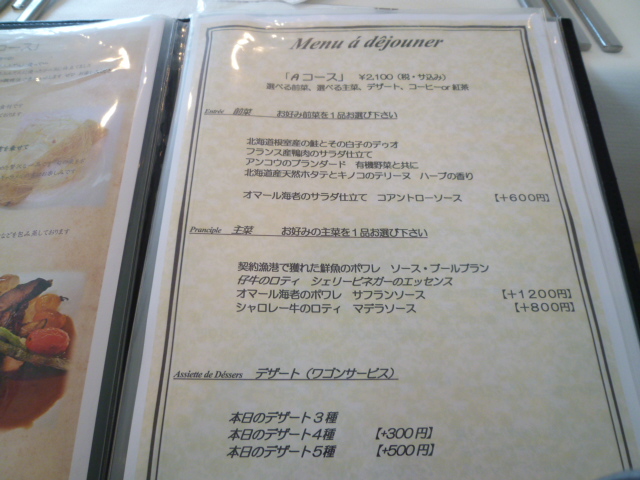 Menu á dêjouner
「Aコース」 ￥2,100（税・サ込み）
選べる前菜、選べる主菜、デザート。コーヒーor紅茶
Entrée 前菜 お好み前菜を1品お選び下さい
北海道根室産の鮭とその白子のデゥオ
フランス産鴨肉のサラダ仕立て
アンコウのブランダード 有機野菜と共に
北海道産天然ホタテとキノコのテリーヌ ハーブの香り
オマール海老のサラダ仕立て コアントローソース 【＋600円】
Pranciple 主菜 お好みの主菜を1品お選び下さい
契約漁港で獲れた鮮魚のポワレ ソース・ブールブラン
仔牛のロティ シェリービネガーのエッセンス
オマール海老のポワレ サフランソース 【＋1200円】
シャロレー牛のロティ マデラソース 【＋800円】
Assiette de Déssers デザート（ワゴンサービス）
本日のデザート3種
本日のデザート4種 【+300円】
本日のデザート5種 【+500円】